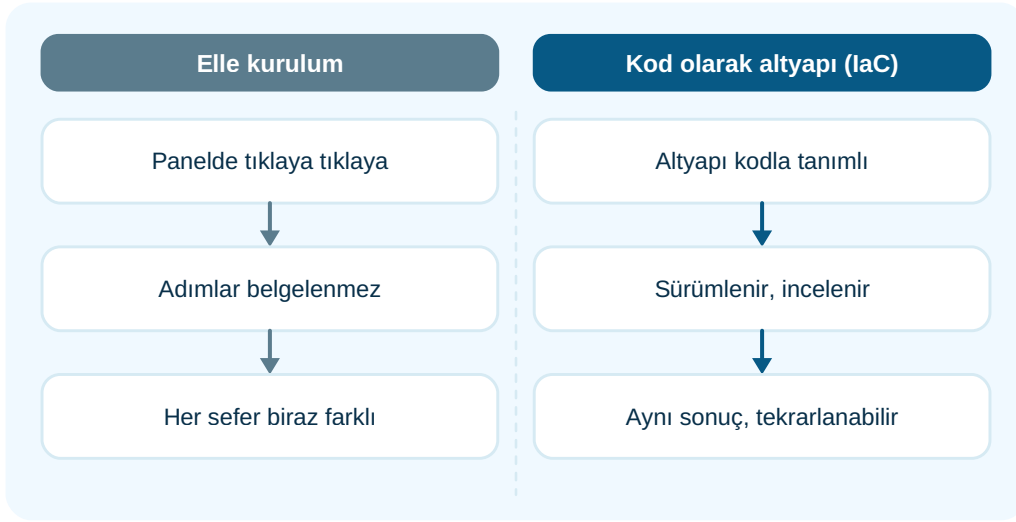 Elle kurulum
Panelde tıklaya tıklaya
Adımlar belgelenmez
Her sefer biraz farklı
Kod olarak altyapı (IaC)
Altyapı kodla tanımlı
Sürümlenir, incelenir
Aynı sonuç, tekrarlanabilir